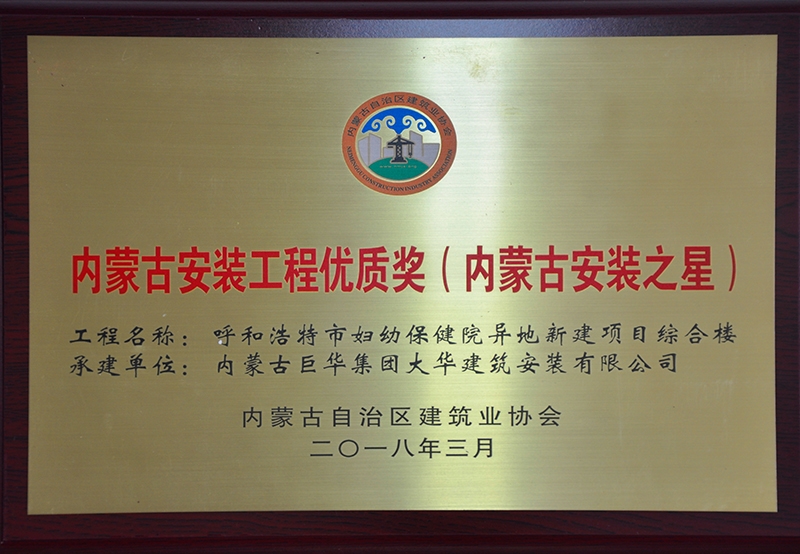 内蒙古自治区建筑业协会
NEIMENGGU CONSTRUCTION INDUSTRY ASSOCIATION
内蒙古安装工程优质奖（内蒙古安装之星）
工程名称：呼和浩特市妇幼保健院异地新建项目综合楼
承建单位：内蒙古巨华集团大华建筑安装有限公司
内蒙古自治区建筑业协会
二〇一八年三月